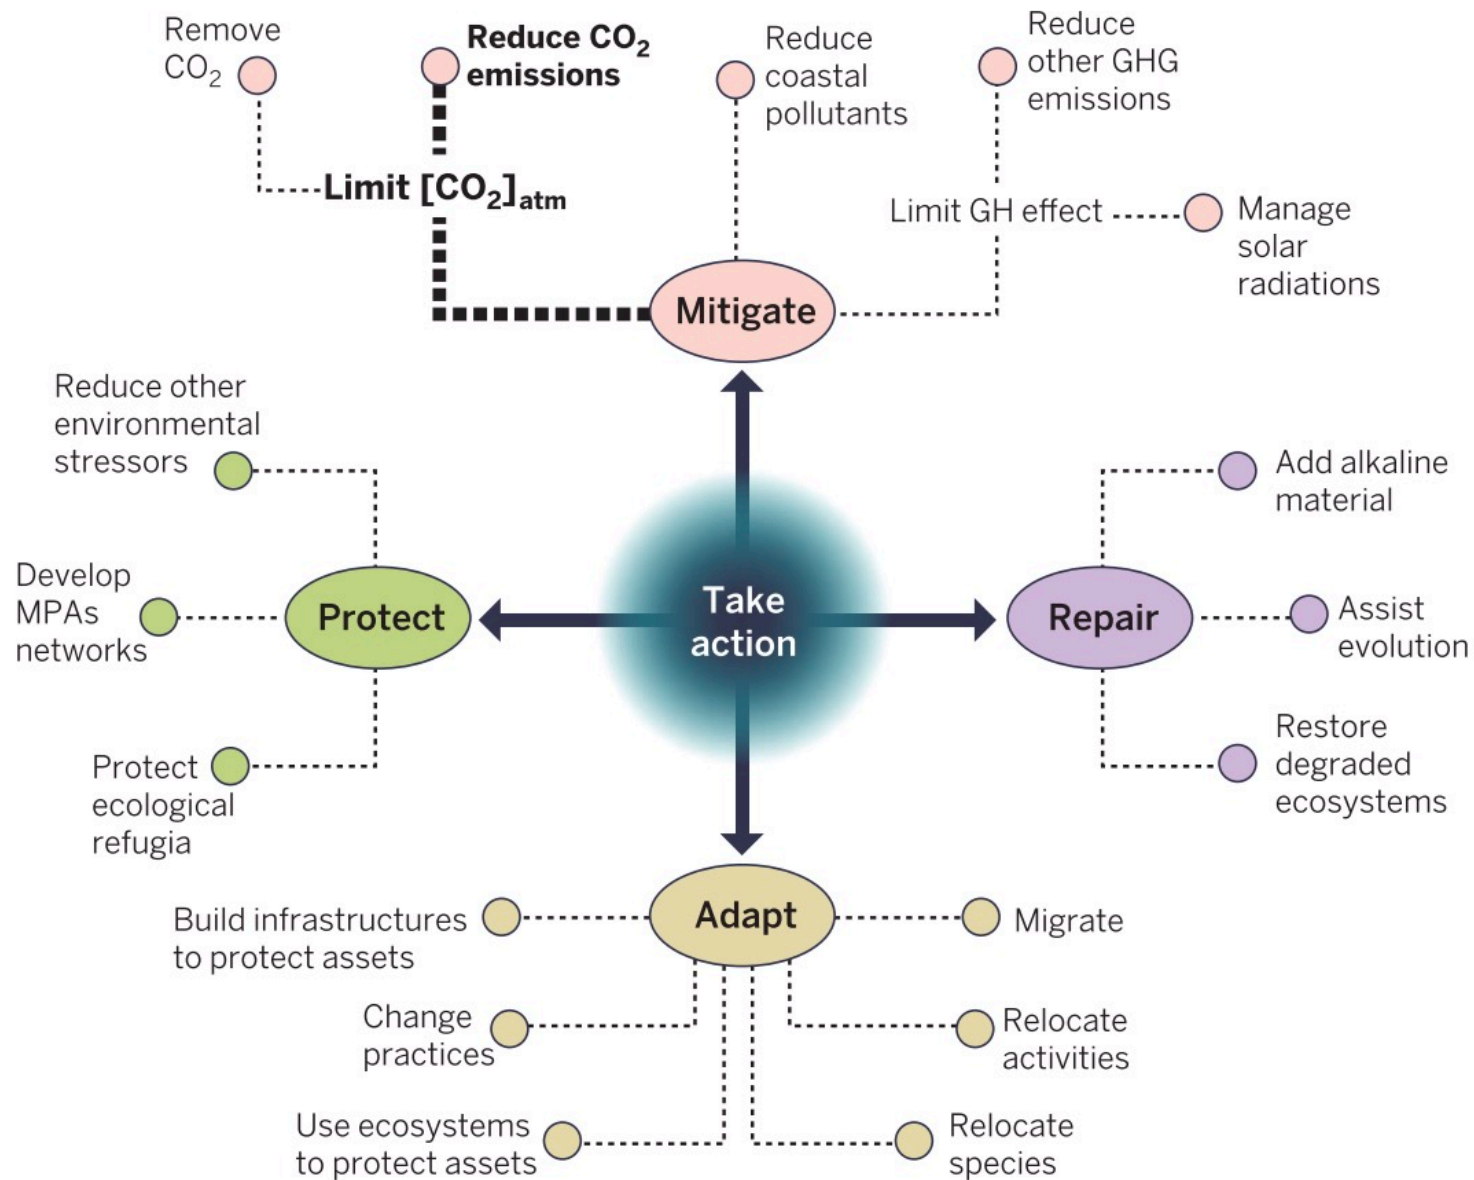 Remove
CO₂
Reduce CO₂
emissions
Reduce
coastal
pollutants
Reduce
other GHG
emissions
Limit [CO₂]atm
Limit GH effect
Manage
solar
radiations
Mitigate
Reduce other
environmental
stressors
Add alkaline
material
Develop
MPAs
networks
Protect
Take
action
Repair
Assist
evolution
Protect
ecological
refugia
Restore
degraded
ecosystems
Build infrastructures
to protect assets
Adapt
Migrate
Change
practices
Relocate
activities
Use ecosystems
to protect assets
Relocate
species